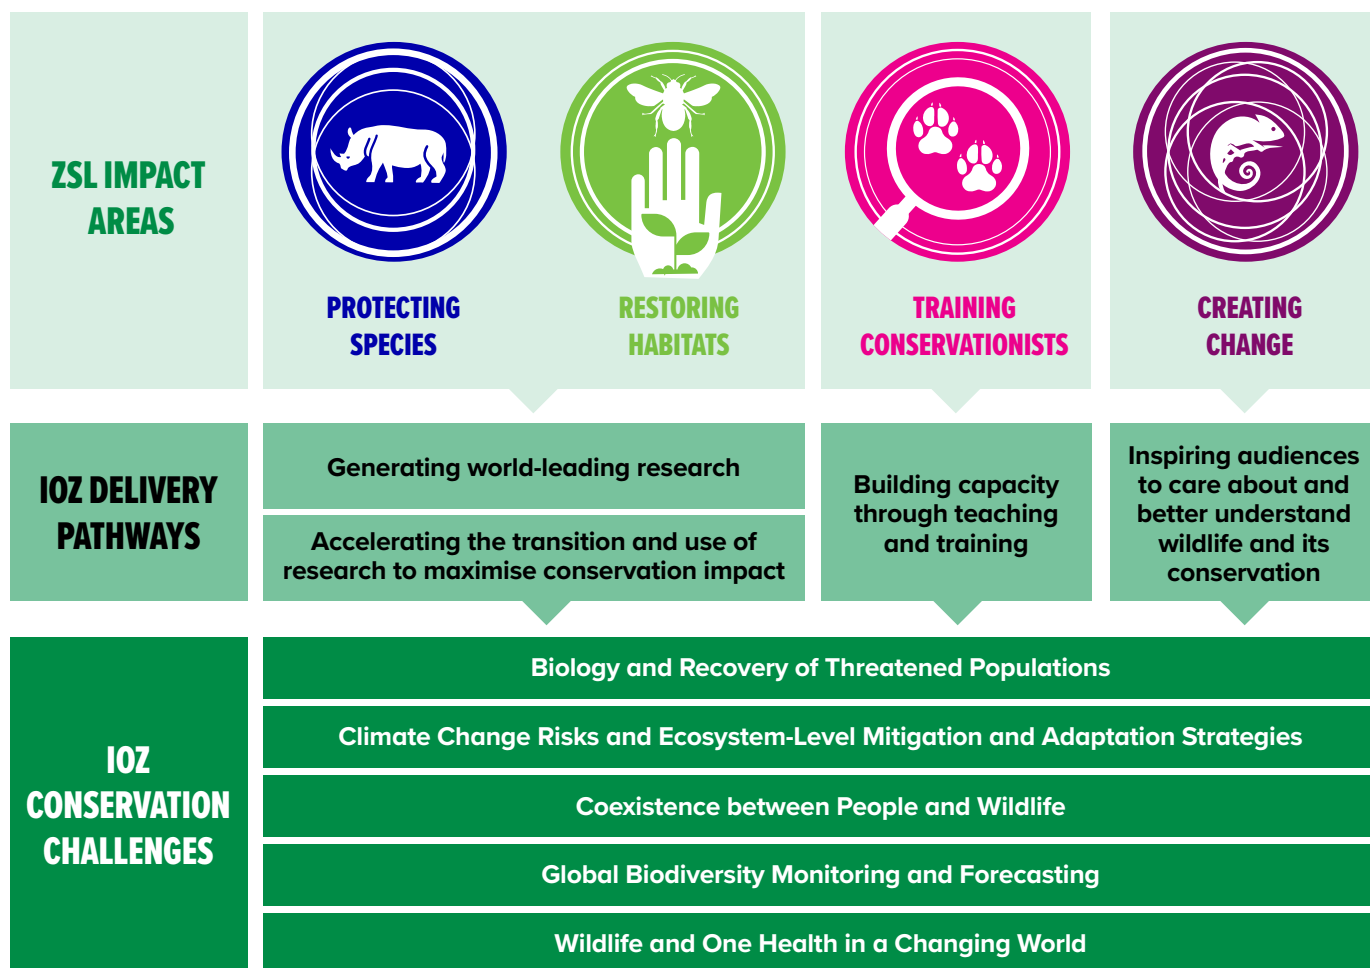 ZSL IMPACT
AREAS
PROTECTING
SPECIES
RESTORING
HABITATS
TRAINING
CONSERVATIONISTS
CREATING
CHANGE
IOZ DELIVERY
PATHWAYS
Generating world-leading research
Accelerating the transition and use of
research to maximise conservation impact
Building capacity
through teaching
and training
Inspiring audiences
to care about and
better understand
wildlife and its
conservation
IOZ
CONSERVATION
CHALLENGES
Biology and Recovery of Threatened Populations
Climate Change Risks and Ecosystem-Level Mitigation and Adaptation Strategies
Coexistence between People and Wildlife
Global Biodiversity Monitoring and Forecasting
Wildlife and One Health in a Changing World